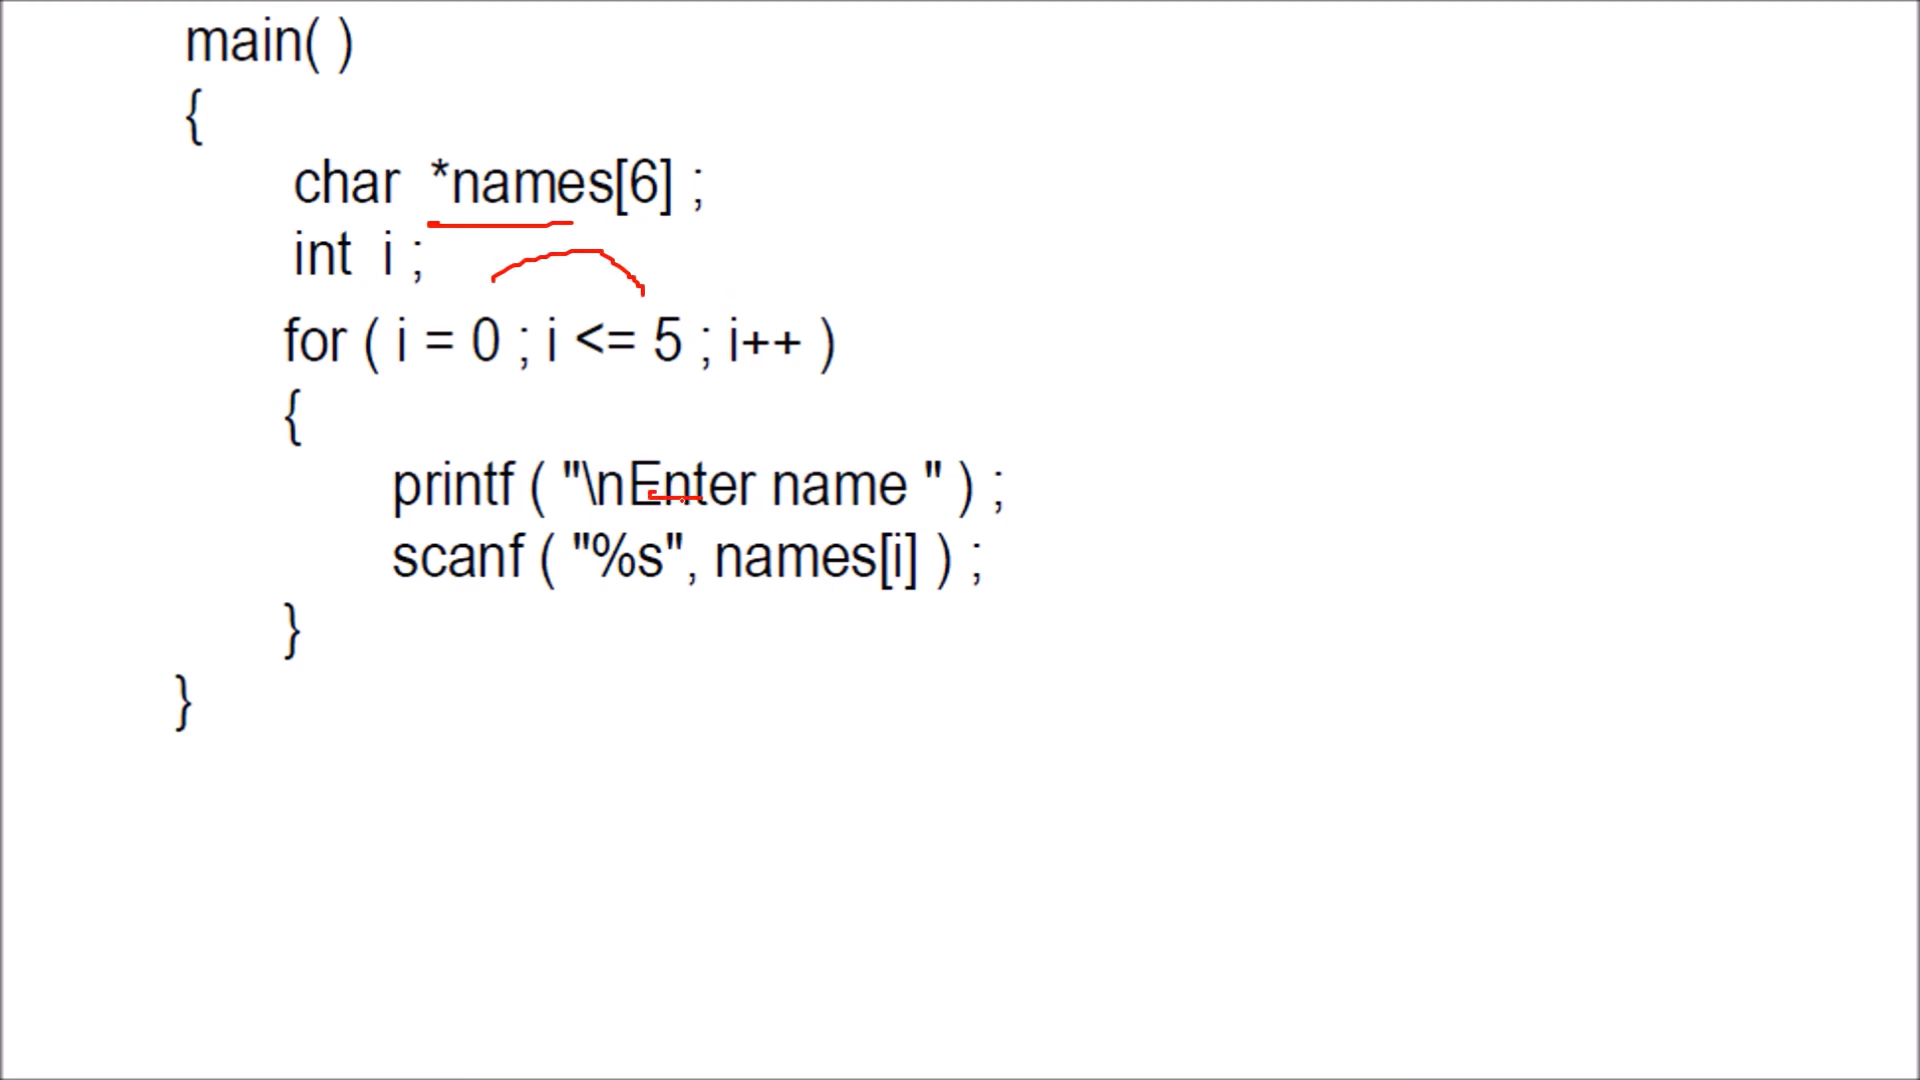 main( )
{
char *names[6] ;
int i ;
for ( i = 0 ; i <= 5 ; i++ )
{
printf ( "\nEnter name " ) ;
scanf ( "%s", names[i] ) ;
}
}